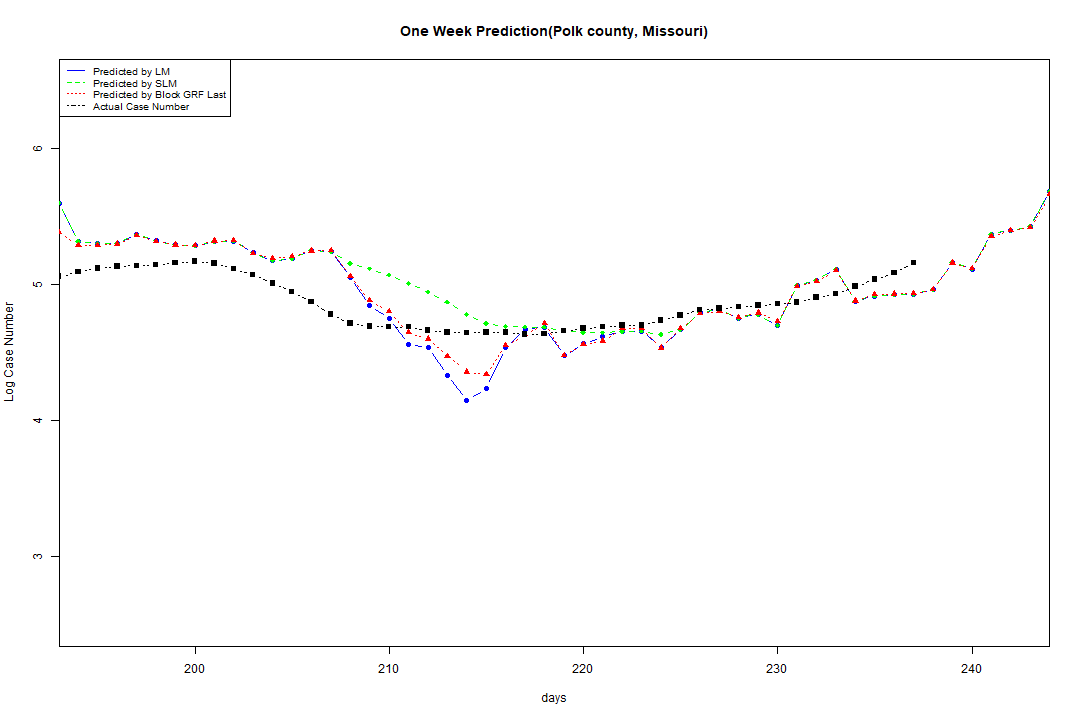 One Week Prediction(Polk county, Missouri)
Predicted by LM
Predicted by SLM
Predicted by Block GRF Last
Actual Case Number
6
5
4
3
Log Case Number
200 210 220 230 240
days